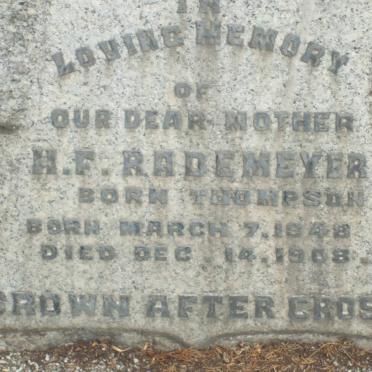 IN
LOVING MEMORY
OF
OUR DEAR MOTHER
H.F. RADEMEYER
BORN THOMPSON
BORN MARCH 7, 1848
DIED DEC 14. 1908.
CROWN AFTER CROSS